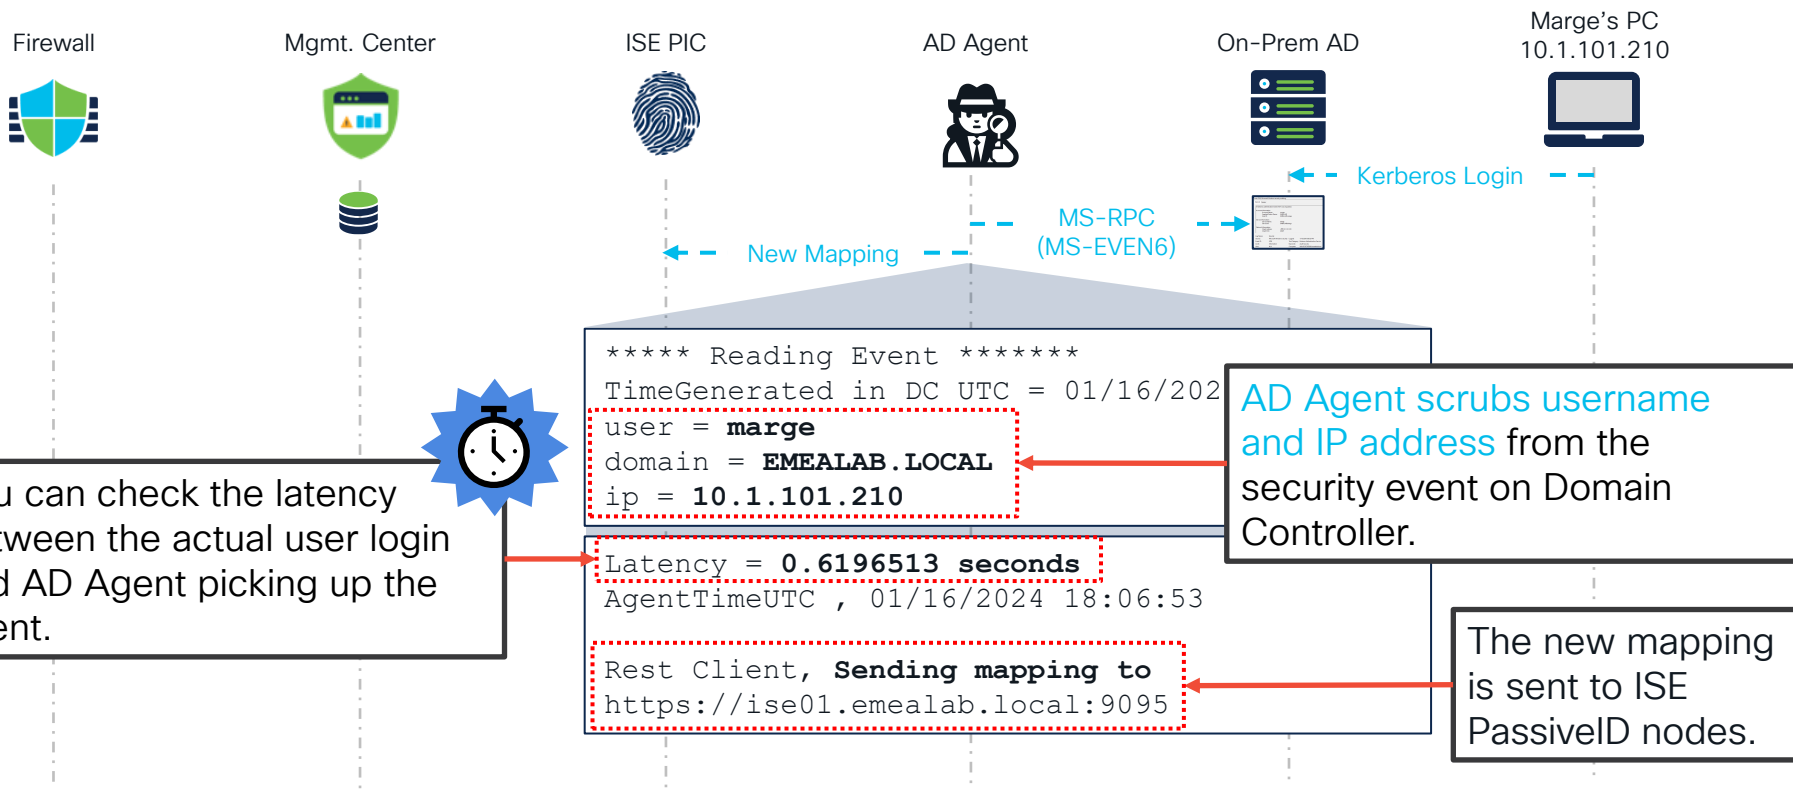 Firewall
Mgmt. Center
ISE PIC
AD Agent
On-Prem AD
Marge's PC
10.1.101.210
Kerberos Login
MS-RPC
(MS-EVEN6)
New Mapping
***** Reading Event *******
TimeGenerated in DC UTC = 01/16/202
user = marge
domain = EMEALAB.LOCAL
ip = 10.1.101.210
AD Agent scrubs username
and IP address from the
security event on Domain
Controller.
u can check the latency
tween the actual user login
d AD Agent picking up the
ent.
Latency = 0.6196513 seconds
AgentTimeUTC , 01/16/2024 18:06:53
Rest Client, Sending mapping to
https://ise01.emealab.local:9095
The new mapping
is sent to ISE
PassiveID nodes.